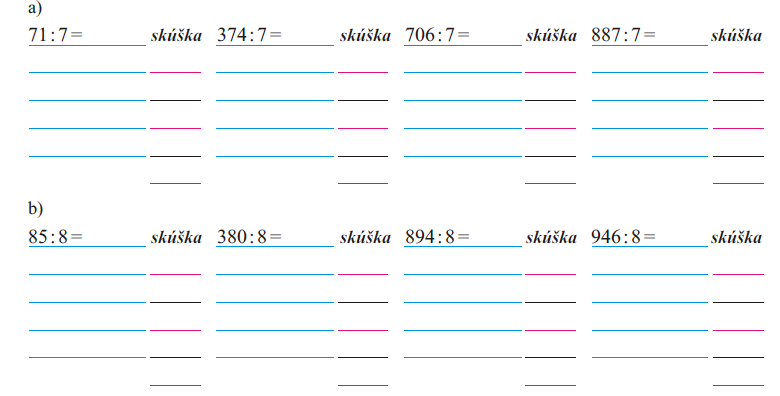 a)
71:7= skúška 374:7= skúška 706:7= skúška 887:7= skúška
b)
85:8= skúška 380:8= skúška 894:8= skúška 946:8= skúška